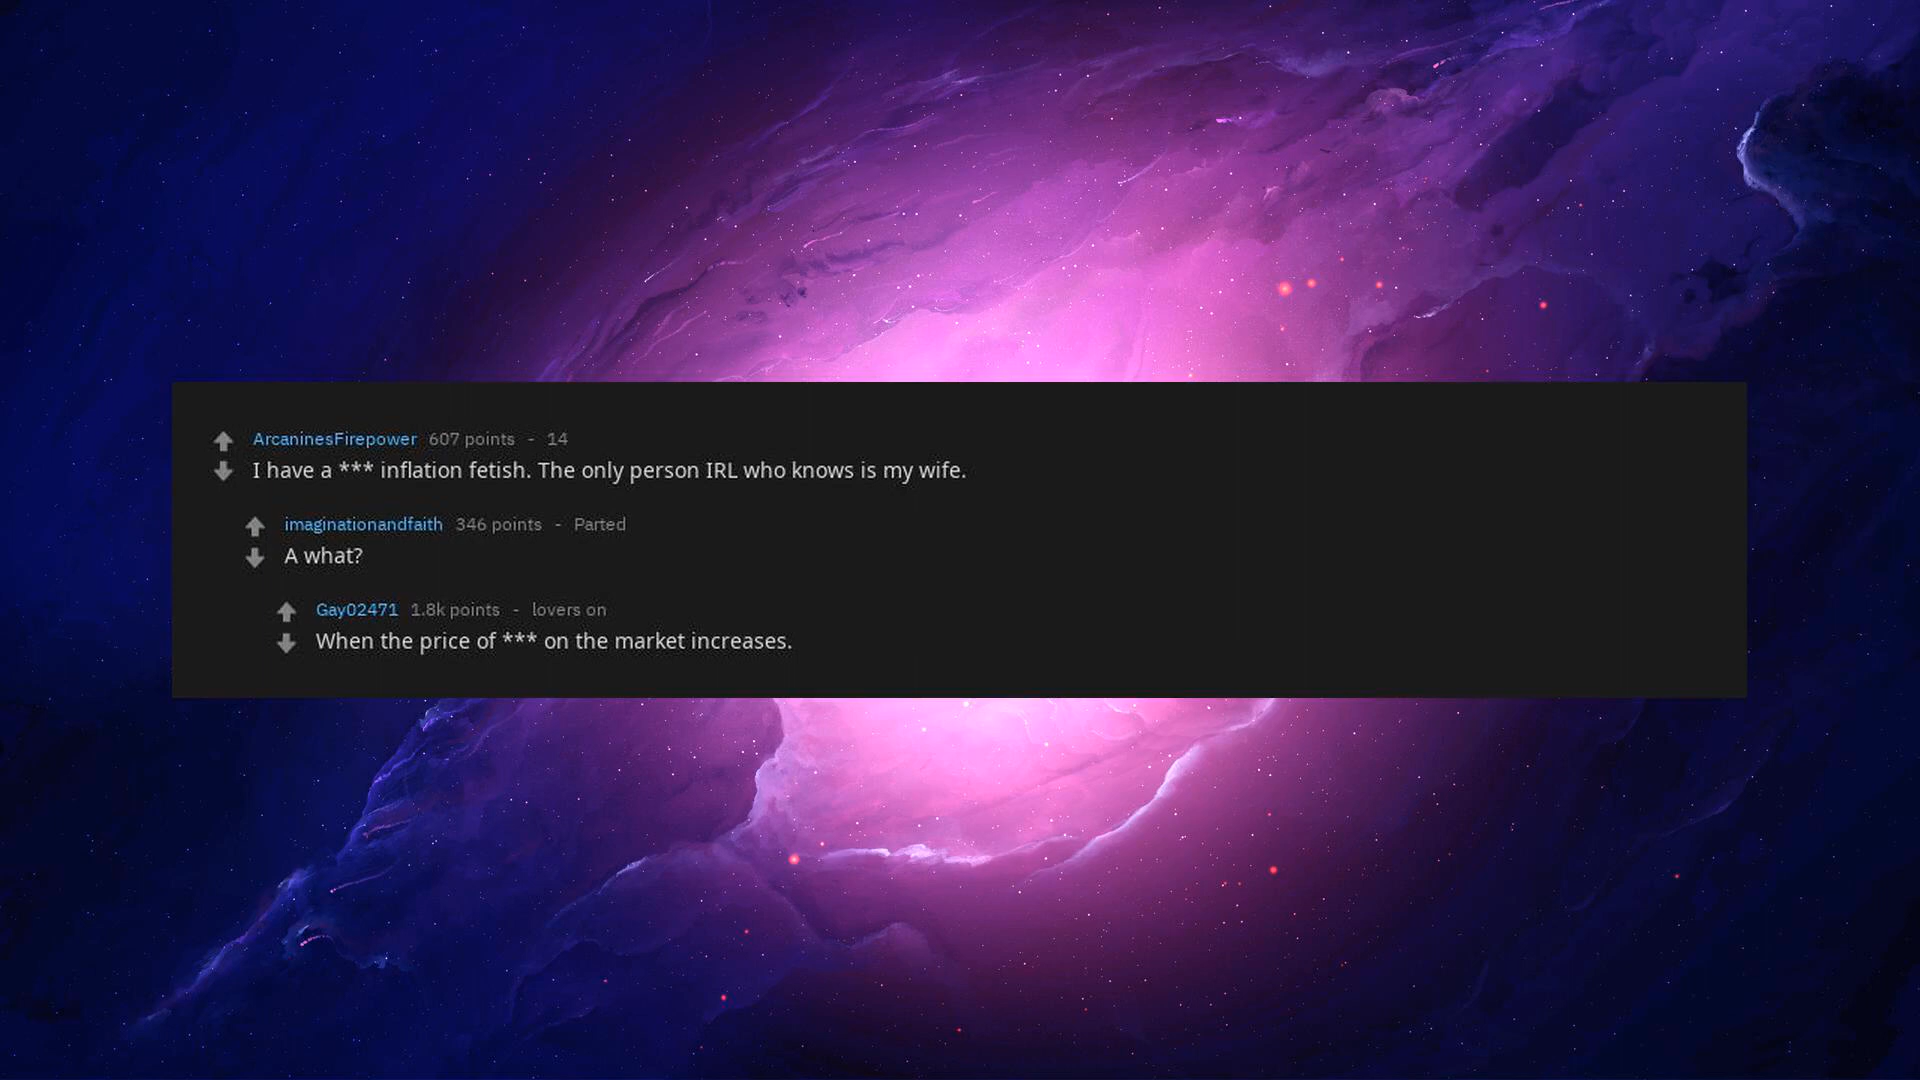 ArcaninesFirepower 607 points - 14
I have a *** inflation fetish. The only person IRL who knows is my wife.
imaginationandfaith 346 points - Parted
A what?
Gay02471 1.8k points - lovers on
When the price of *** on the market increases.